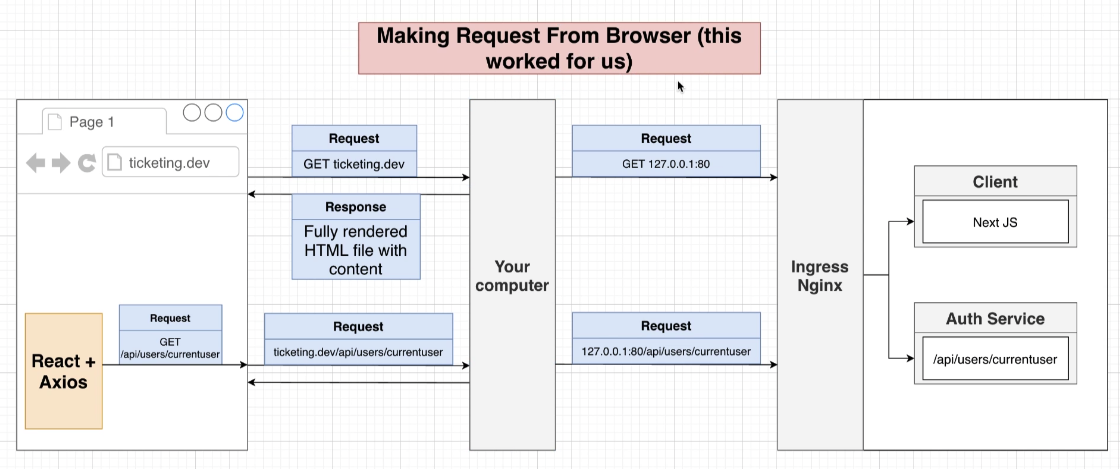 Making Request From Browser (this
worked for us)
Page 1
ticketing.dev
Request
GET ticketing.dev
Response
Fully rendered
HTML file with
content
Request
GET 127.0.0.1:80
Your
computer
Ingress
Nginx
Client
Next JS
Auth Service
/api/users/currentuser
React +
Axios
Request
GET
/api/users/currentuser
Request
ticketing.dev/api/users/currentuser
Request
127.0.0.1:80/api/users/currentuser